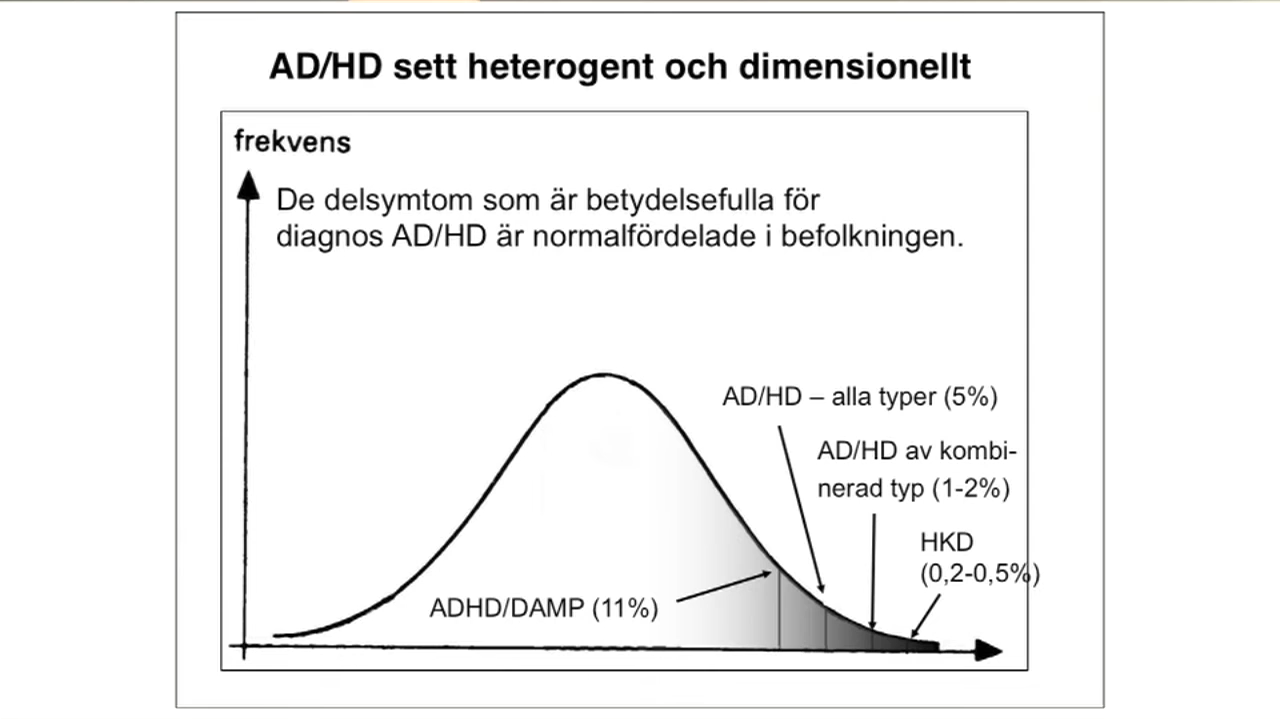 AD/HD sett heterogent och dimensionellt
frekvens
De delsymtom som är betydelsefulla för
diagnos AD/HD är normalfördelade i befolkningen.
AD/HD – alla typer (5%)
AD/HD av kombi-
nerad typ (1-2%)
HKD
(0,2-0,5%)
ADHD/DAMP (11%)